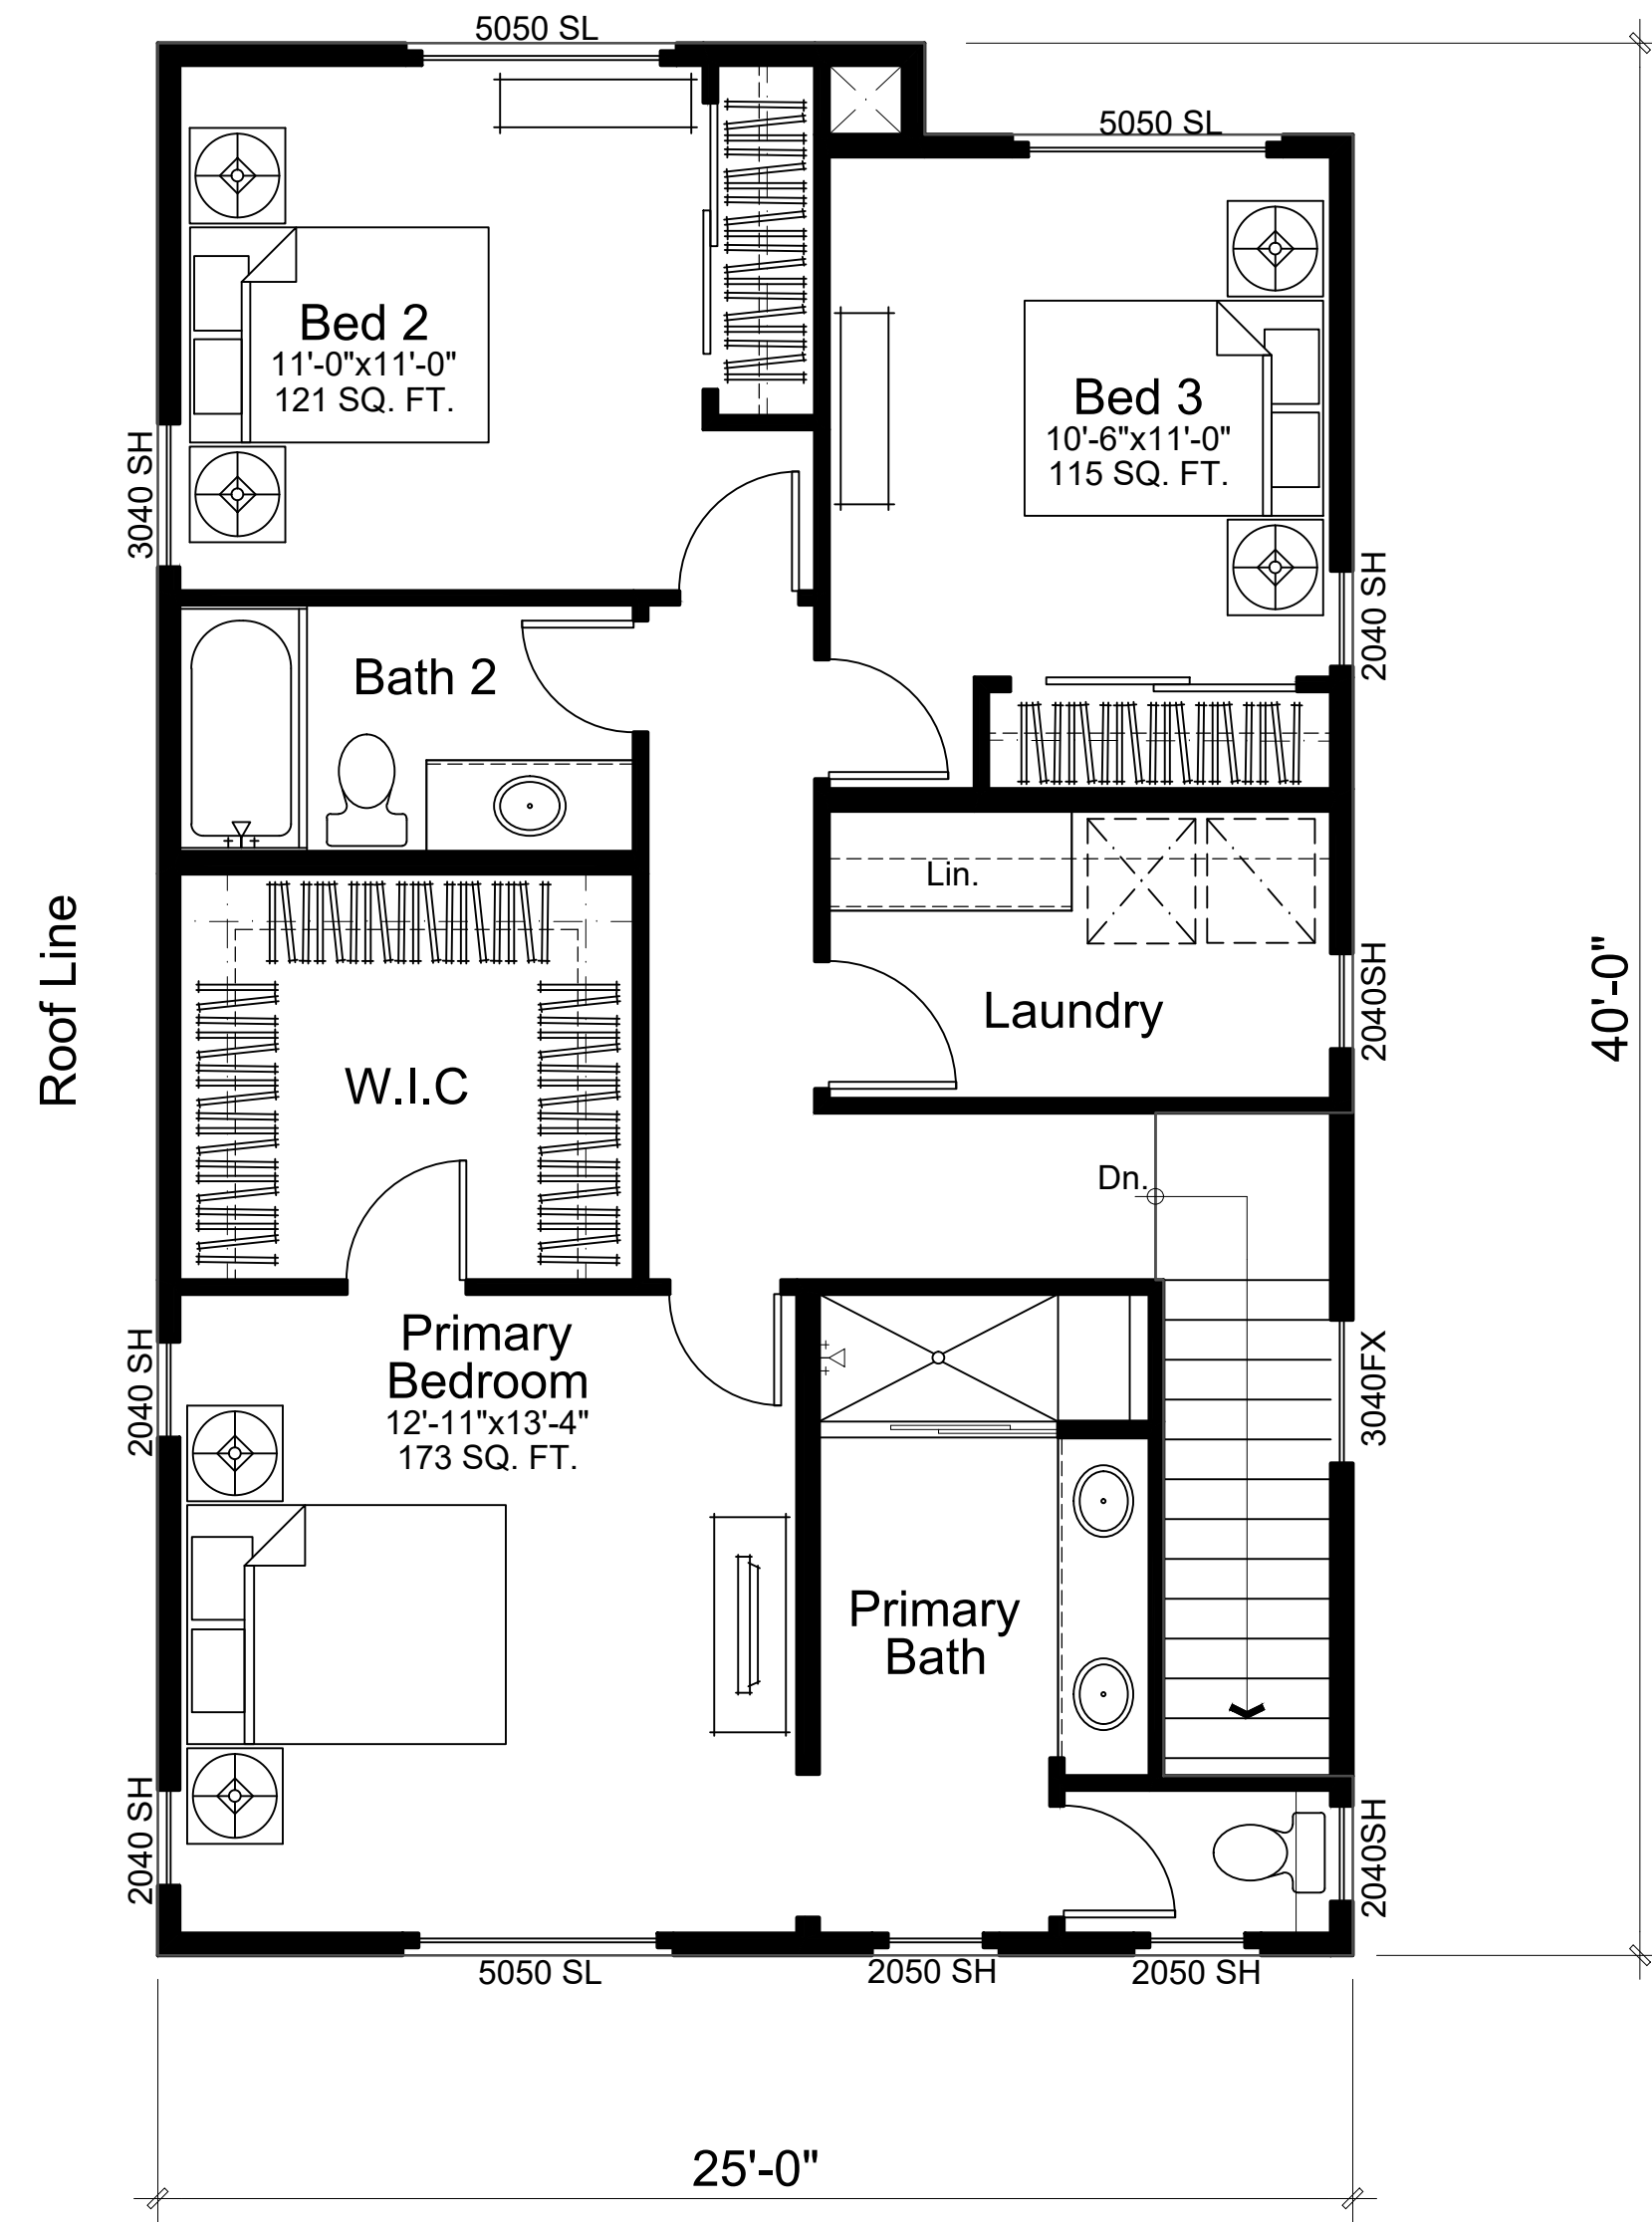 5050 SL
5050 SL
Bed 2
11'-0"x11'-0"
121 SQ. FT.
Bed 3
10'-6"x11'-0"
115 SQ. FT.
3040 SH
2040 SH
Bath 2
Lin.
Roof Line
Laundry
2040SH
40'-0"
W.I.C
Dn.
Primary
Bedroom
12'-11"x13'-4"
173 SQ. FT.
2040 SH
3040FX
Primary
Bath
2040 SH
2040SH
5050 SL
2050 SH
2050 SH
25'-0"